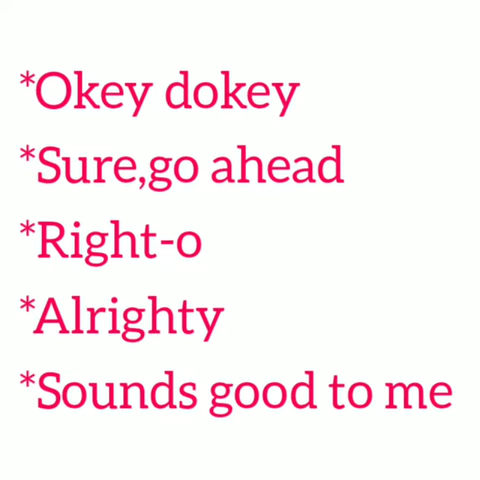 *Okey dokey
*Sure,go ahead
*Right-o
*Alrighty
*Sounds good to me